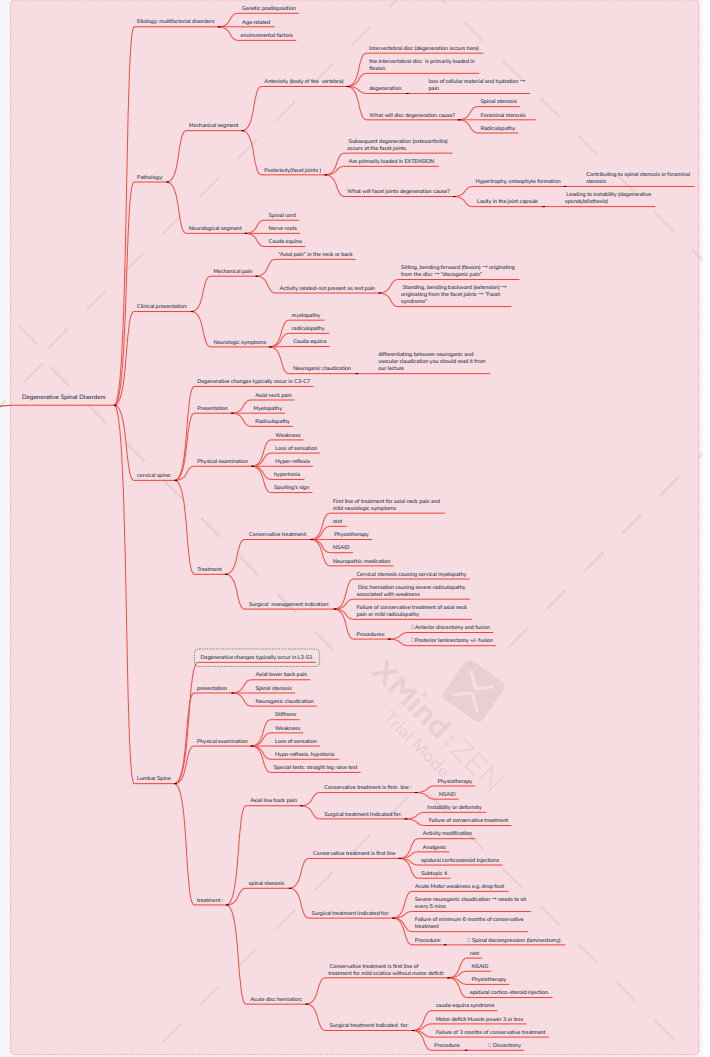 Degenerative Spinal Disorders
Etiology: multifactorial disorders
Genetic predisposition
Age related
environmental factors
Pathology:
Mechanical segment
Anteriorly (body of the vertebra)
Intervertebral disc (degeneration occurs here)
the intervertebral disc is primarily loaded in
flexion
degeneration
loss of cellular material and hydration →
pain
What will disc degeneration cause?
Spinal stenosis
Foraminal stenosis
Radiculopathy
Posteriorly(facet joints )
Subsequent degeneration (osteoarthritis)
occurs at the facet joints.
Are primarily loaded in EXTENSION
What will facet joints degeneration cause?
Hypertrophy, osteophyte formation
Contributing to spinal stenosis or foraminal
stenosis
Laxity in the joint capsule
Leading to instability (degenerative
spondylolisthesis)
Neurological segment
Spinal cord
Nerve roots
Cauda equina
Clinical presentation:
Mechanical pain
"Axial pain" in the neck or back
Activity related-not present as rest pain
Sitting, bending forward (flexion) → originating
from the disc → "discogenic pain"
Standing, bending backward (extension) →
originating from the facet joints → "Facet
syndrome"
Neurologic symptoms
myelopathy
radiculopathy
Cauda equina
Neurogenic claudication
differentiating between neurogenic and
vascular claudication you should read it from
our lecture
cervical spine:
Degenerative changes typically occur in C3-C7
Presentation
Axial neck pain
Myelopathy
Radiculopathy
Physical examination
Weakness
Loss of sensation
Hyper-reflexia
hypertonia
Spurling's sign
Treatment
Conservative treatment:
First line of treatment for axial neck pain and
mild neurologic symptoms
rest
Physiotherapy
NSAID
Neuropathic medication
Surgical management indication:
Cervical stenosis causing cervical myelopathy
Disc herniation causing severe radiculopathy
associated with weakness
Failure of conservative treatment of axial neck
pain or mild radiculopathy
Procedures:
Anterior discectomy and fusion
Posterior laminectomy +/- fusion
Lumbar Spine
Degenerative changes typically occur in L3-S1
presentation
Axial lower back pain
Spinal stenosis
Neurogenic claudication
Physical examination
Stiffness
Weakness
Loss of sensation
Hypo-reflexia, hypotonia
Special tests: straight leg raise test
treatment :
Axial low back pain
Conservative treatment is first- line :
Physiotherapy
NSAID
Surgical treatment Indicated for:
Instability or deformity
Failure of conservative treatment
spinal stenosis
Conservative treatment is first line
Activity modification
Analgesic
epidural corticosteroid injections
Subtopic 4
Surgical treatment Indicated for:
Acute Motor weakness e.g. drop foot
Severe neurogenic claudication → needs to sit
every 5 mins
Failure of minimum 6 months of conservative
treatment
Procedure:
Spinal decompression (laminectomy)
Acute disc herniation:
Conservative treatment is first line of
treatment for mild sciatica without motor deficit:
rest
NSAID
Physiotherapy
epidural cortico-steroid injection.
Surgical treatment Indicated for:
cauda-equina syndrome
Motor deficit Muscle power 3 or less
Failure of 3 months of conservative treatment
Procedure:
Discectomy
XMind:ZEN
Trial Mode